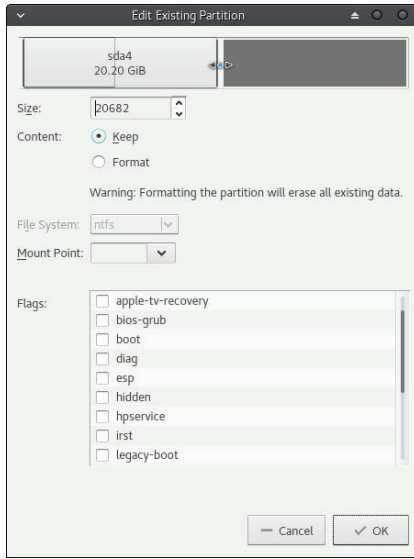 Edit Existing Partition
sda4
20.20 GiB
Size: 20682
Content: Keep
Format
Warning: Formatting the partition will erase all existing data.
File System: ntfs
Mount Point:
Flags: apple-tv-recovery
bios-grub
boot
diag
esp
hidden
hpservice
irst
legacy-boot
Cancel OK